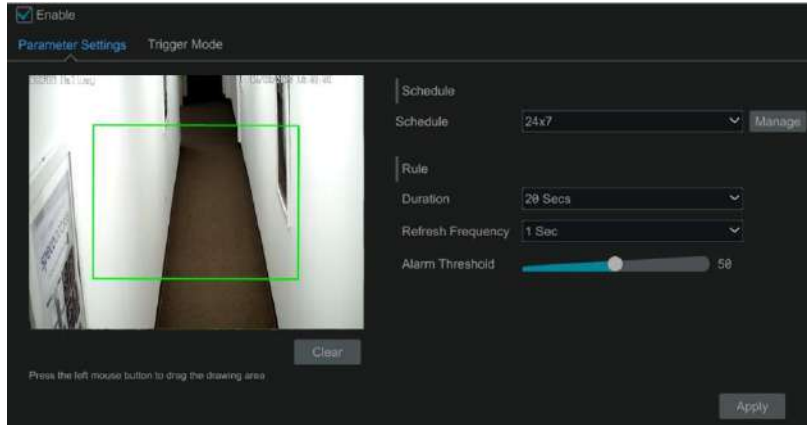 Enable
Parameter Settings
Trigger Mode
Schedule
Schedule
24x7
Manage
Rule
Duration
20 Secs
Refresh Frequency
1 Sec
Alarm Threshold
50
Clear
Press the left mouse button to drag the drawing area
Apply